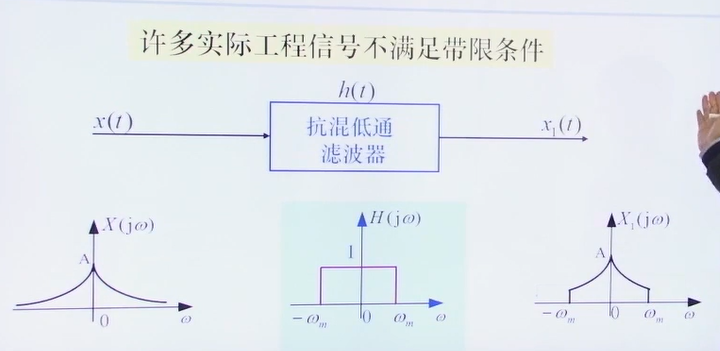 许多实际工程信号不满足带限条件
h(t)
x(t)
抗混低通
滤波器
x₁(t)
X(jω)
A
0
ω
H(jω)
1
-ωₘ
0
ωₘ
ω
X₁(jω)
A
-ωₘ
0
ωₘ
ω